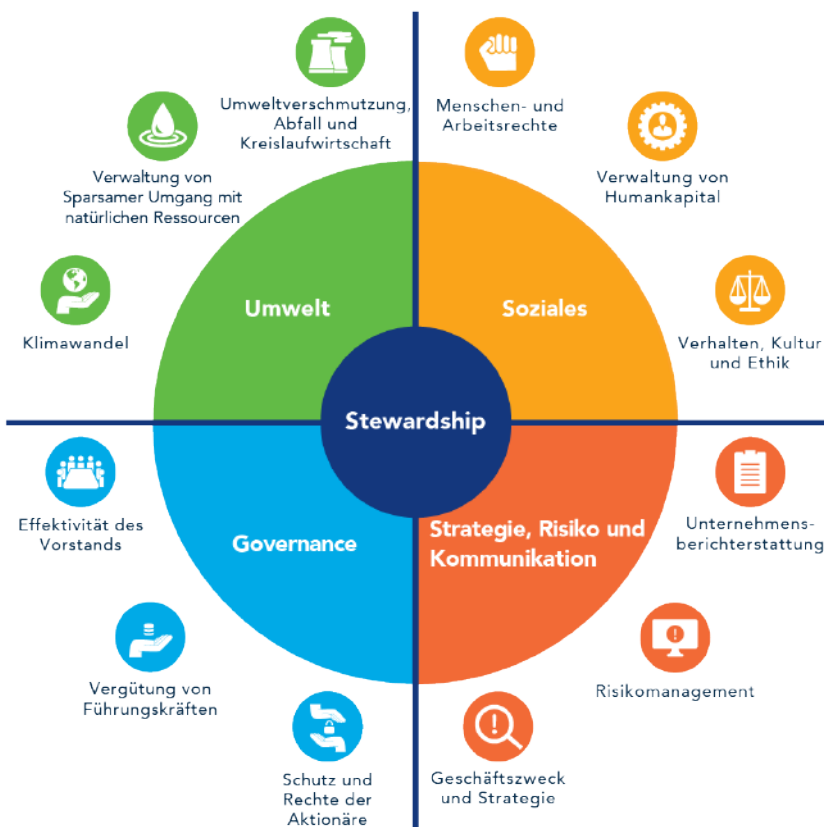 Umweltverschmutzung,
Abfall und
Kreislaufwirtschaft
Verwaltung von
Sparsamer Umgang mit
natürlichen Ressourcen
Klimawandel
Menschen- und
Arbeitsrechte
Verwaltung von
Humankapital
Verhalten, Kultur
und Ethik
Umwelt
Soziales
Stewardship
Governance
Strategie, Risiko und
Kommunikation
Effektivität des
Vorstands
Vergütung von
Führungskräften
Schutz und
Rechte der
Aktionäre
Unternehmens-
berichterstattung
Risikomanagement
Geschäftszweck
und Strategie